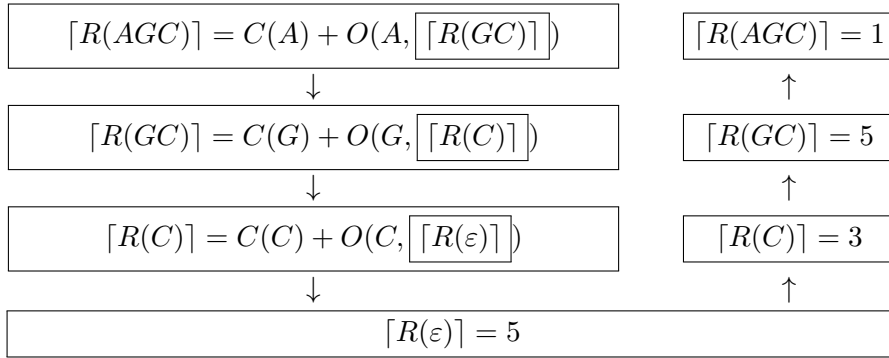 ⌈R(AGC)⌉ = C(A) + O(A, ⌈R(GC)⌉) ⌈R(AGC)⌉ = 1
↓ ↑
⌈R(GC)⌉ = C(G) + O(G, ⌈R(C)⌉) ⌈R(GC)⌉ = 5
↓ ↑
⌈R(C)⌉ = C(C) + O(C, ⌈R(ε)⌉) ⌈R(C)⌉ = 3
↓ ↑
⌈R(ε)⌉ = 5